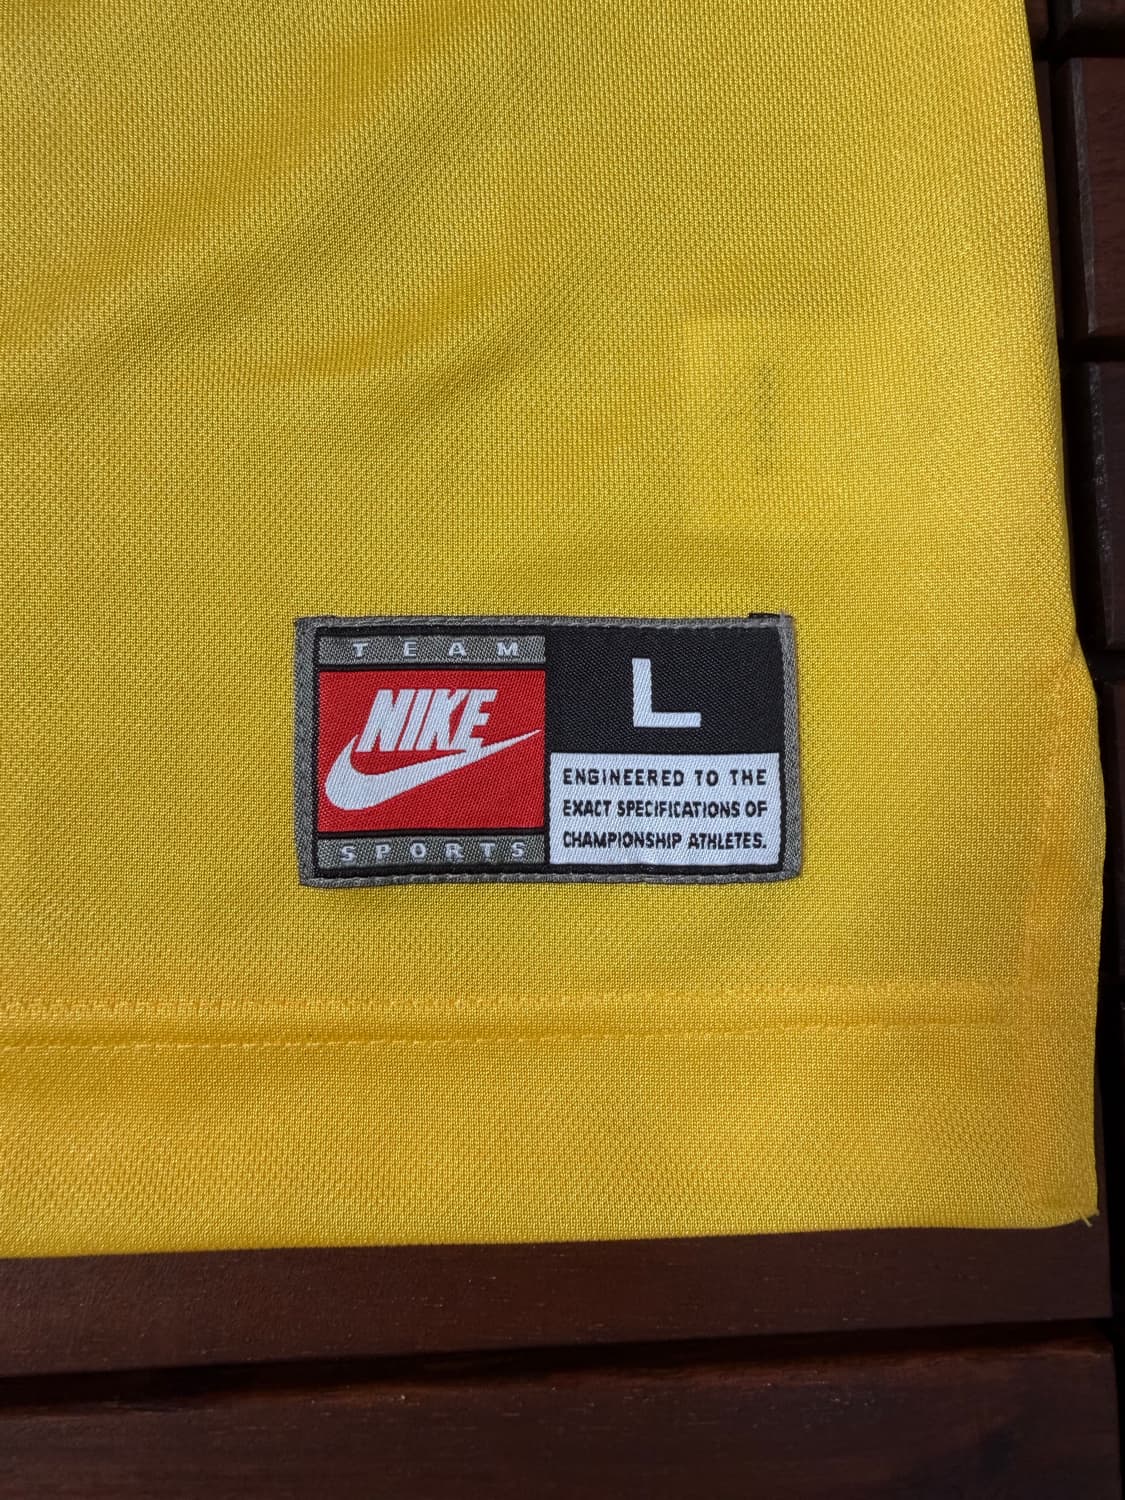 TEAM
NIKE
SPORTS
L
ENGINEERED TO THE
EXACT SPECIFICATIONS OF
CHAMPIONSHIP ATHLETES.